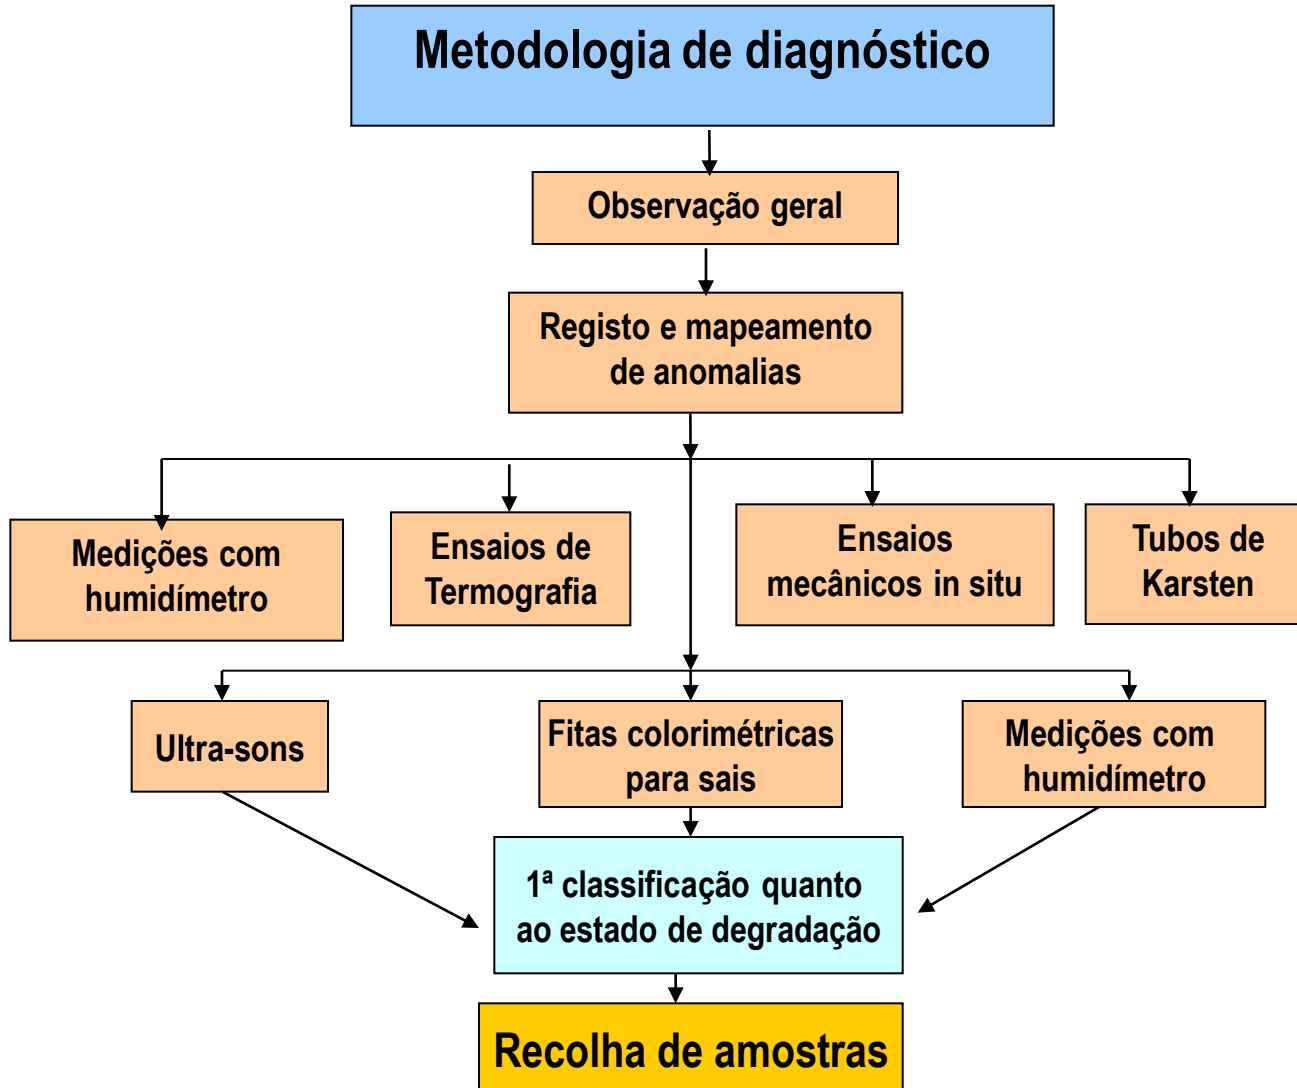 Metodologia de diagnóstico
Observação geral
Registo e mapeamento
de anomalias
Medições com
humidímetro
Ensaios de
Termografia
Ensaios
mecânicos in situ
Tubos de
Karsten
Ultra-sons
Fitas colorimétricas
para sais
Medições com
humidímetro
1ª classificação quanto
ao estado de degradação
Recolha de amostras